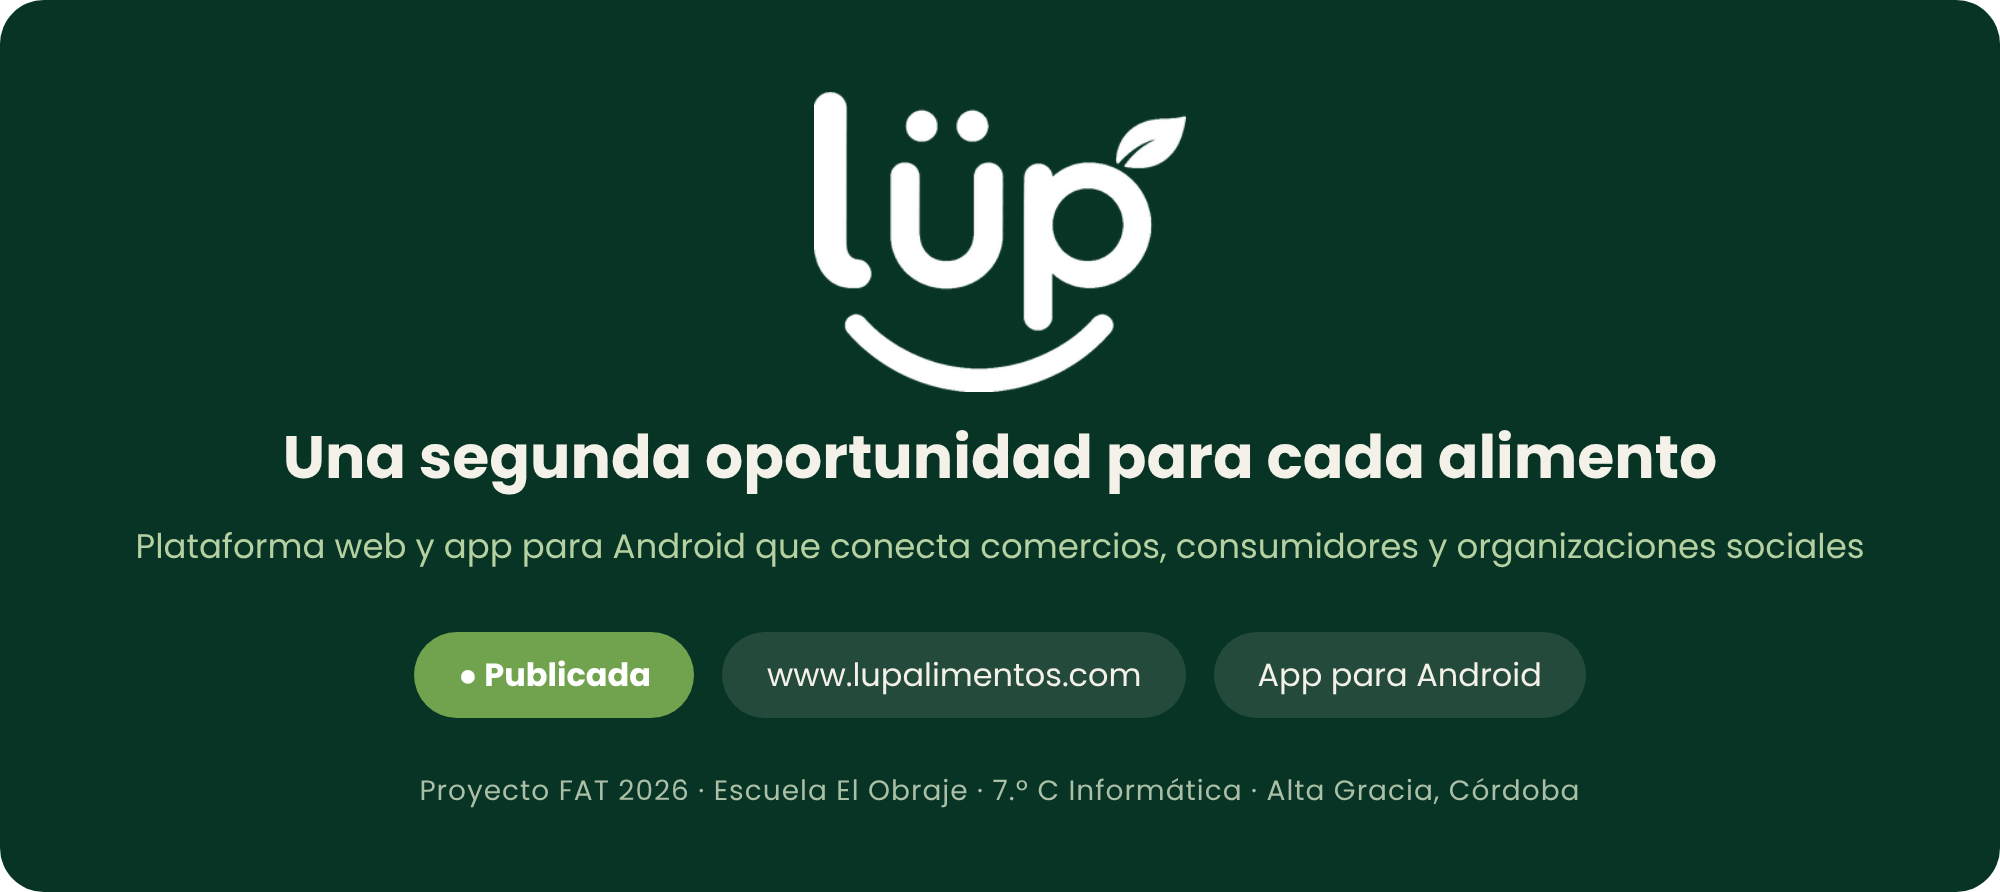 lüp
Una segunda oportunidad para cada alimento
Plataforma web y app para Android que conecta comercios, consumidores y organizaciones sociales
● Publicada
www.lupalimentos.com
App para Android
Proyecto FAT 2026 · Escuela El Obraje · 7.º C Informática · Alta Gracia, Córdoba